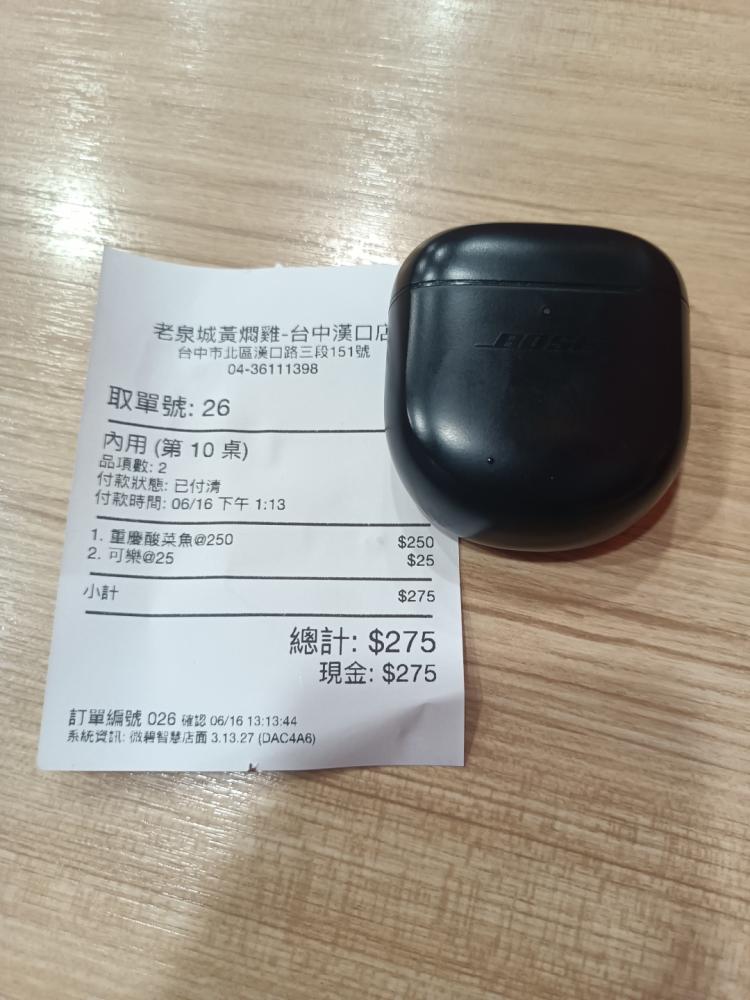 老泉城黃燜雞-台中漢口店
台中市北區漢口路三段151號
04-36111398
取單號: 26
內用 (第 10 桌)
品項數: 2
付款狀態: 已付清
付款時間: 06/16 下午 1:13
1. 重慶酸菜魚@250 $250
2. 可樂@25 $25
小計 $275
總計: $275
現金: $275
訂單編號 026 確認 06/16 13:13:44
系統資訊: 微碧智慧店面 3.13.27 (DAC4A6)
BOSE